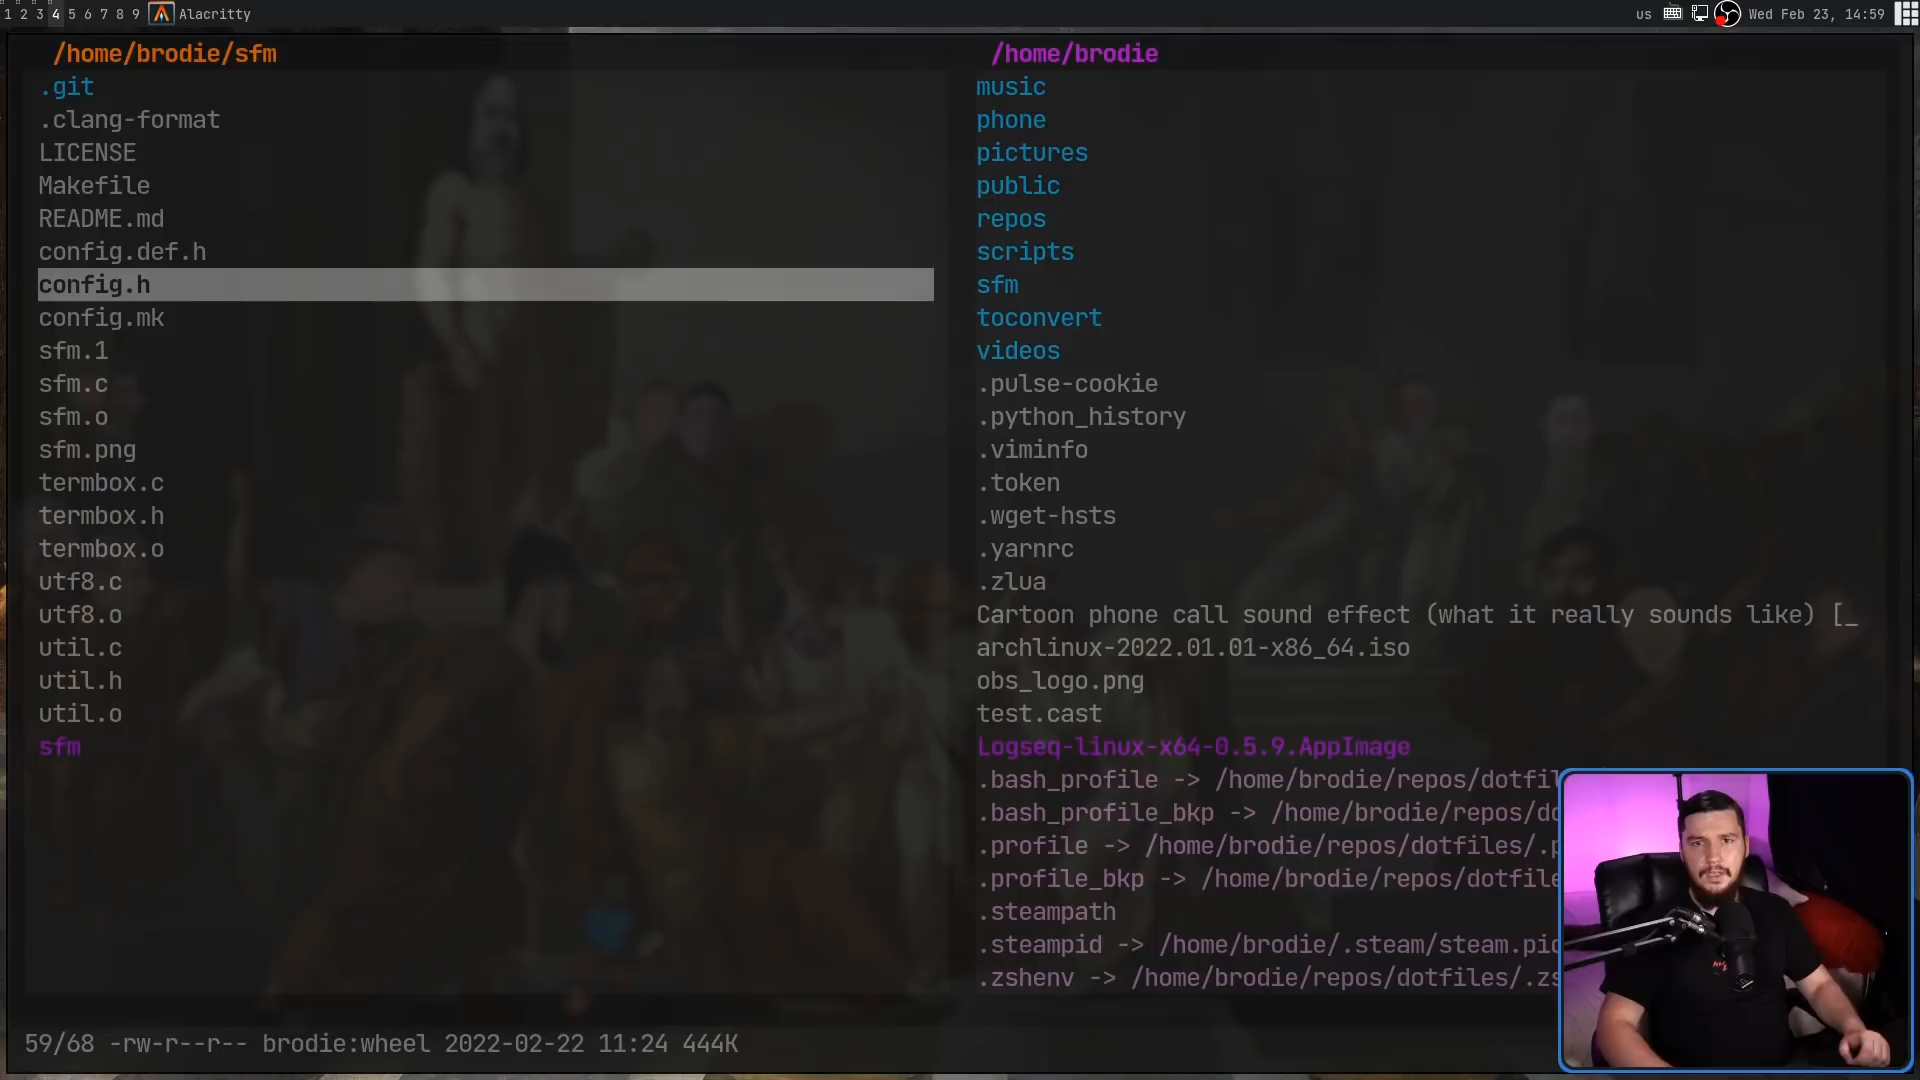 1 2 3 4 5 6 7 8 9 Alacritty
us Wed Feb 23, 14:59
/home/brodie/sfm
.git
.clang-format
LICENSE
Makefile
README.md
config.def.h
config.h
config.mk
sfm.1
sfm.c
sfm.o
sfm.png
termbox.c
termbox.h
termbox.o
utf8.c
utf8.o
util.c
util.h
util.o
sfm
/home/brodie
music
phone
pictures
public
repos
scripts
sfm
toconvert
videos
.pulse-cookie
.python_history
.viminfo
.token
.wget-hsts
.yarnrc
.zlua
Cartoon phone call sound effect (what it really sounds like) [_
archlinux-2022.01.01-x86_64.iso
obs_logo.png
test.cast
Logseq-linux-x64-0.5.9.AppImage
.bash_profile -> /home/brodie/repos/dotfil
.bash_profile_bkp -> /home/brodie/repos/do
.profile -> /home/brodie/repos/dotfiles/.p
.profile_bkp -> /home/brodie/repos/dotfile
.steampath
.steampid -> /home/brodie/.steam/steam.pid
.zshenv -> /home/brodie/repos/dotfiles/.zs
59/68 -rw-r--r-- brodie:wheel 2022-02-22 11:24 444K